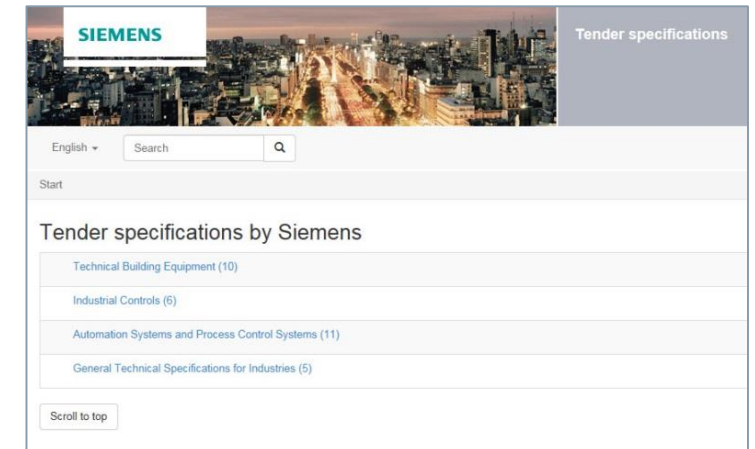 SIEMENS
Tender specifications
English
Search
Start
Tender specifications by Siemens
Technical Building Equipment (10)
Industrial Controls (6)
Automation Systems and Process Control Systems (11)
General Technical Specifications for Industries (5)
Scroll to top